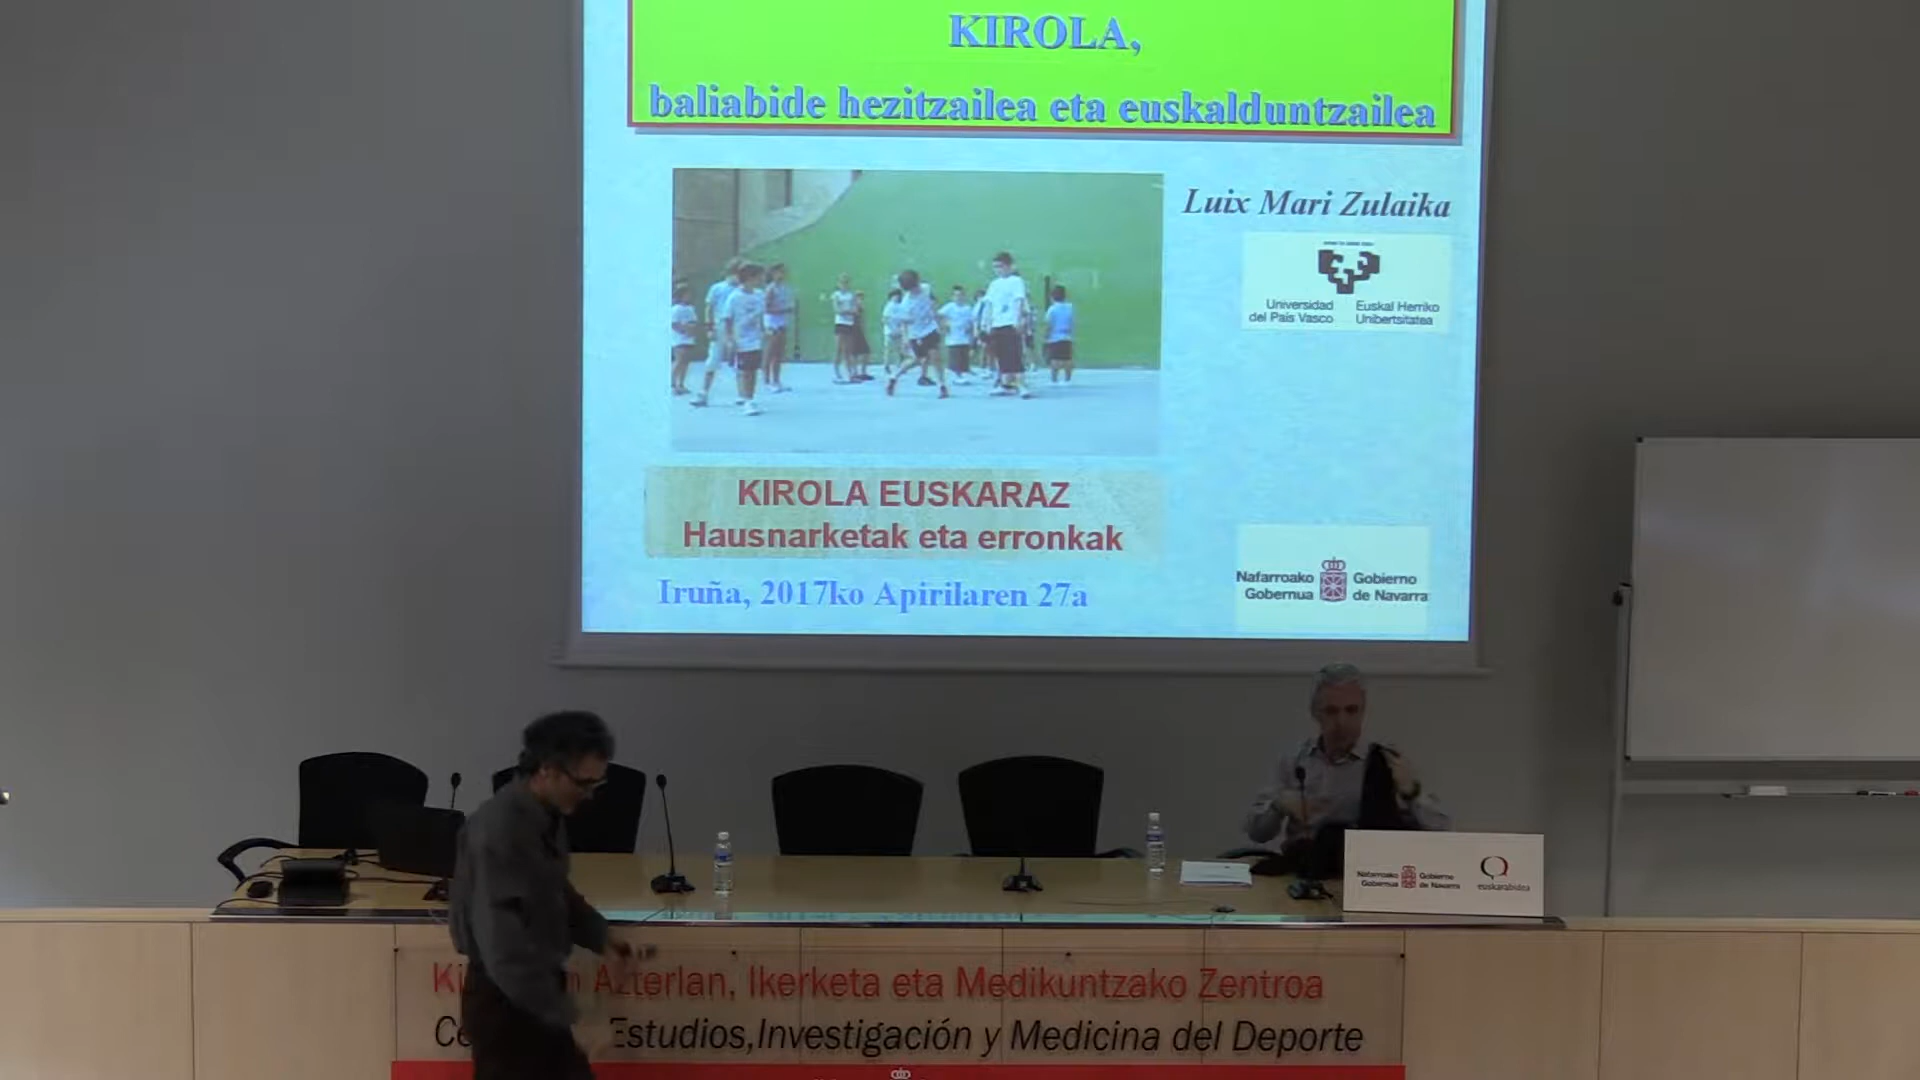 KIROLA,
baliabide hezitzailea eta euskalduntzailea
Luix Mari Zulaika
Universidad
del País Vasco
Euskal Herriko
Unibertsitatea
KIROLA EUSKARAZ
Hausnarketak eta erronkak
Iruña, 2017ko Apirilaren 27a
Nafarroako
Gobernua
Gobierno
de Navarra
Nafarroako
Gobernua
Gobierno
de Navarra
euskarabidea
Azterlan, Ikerketa eta Medikuntzako Zentroa
Estudios,Investigación y Medicina del Deporte